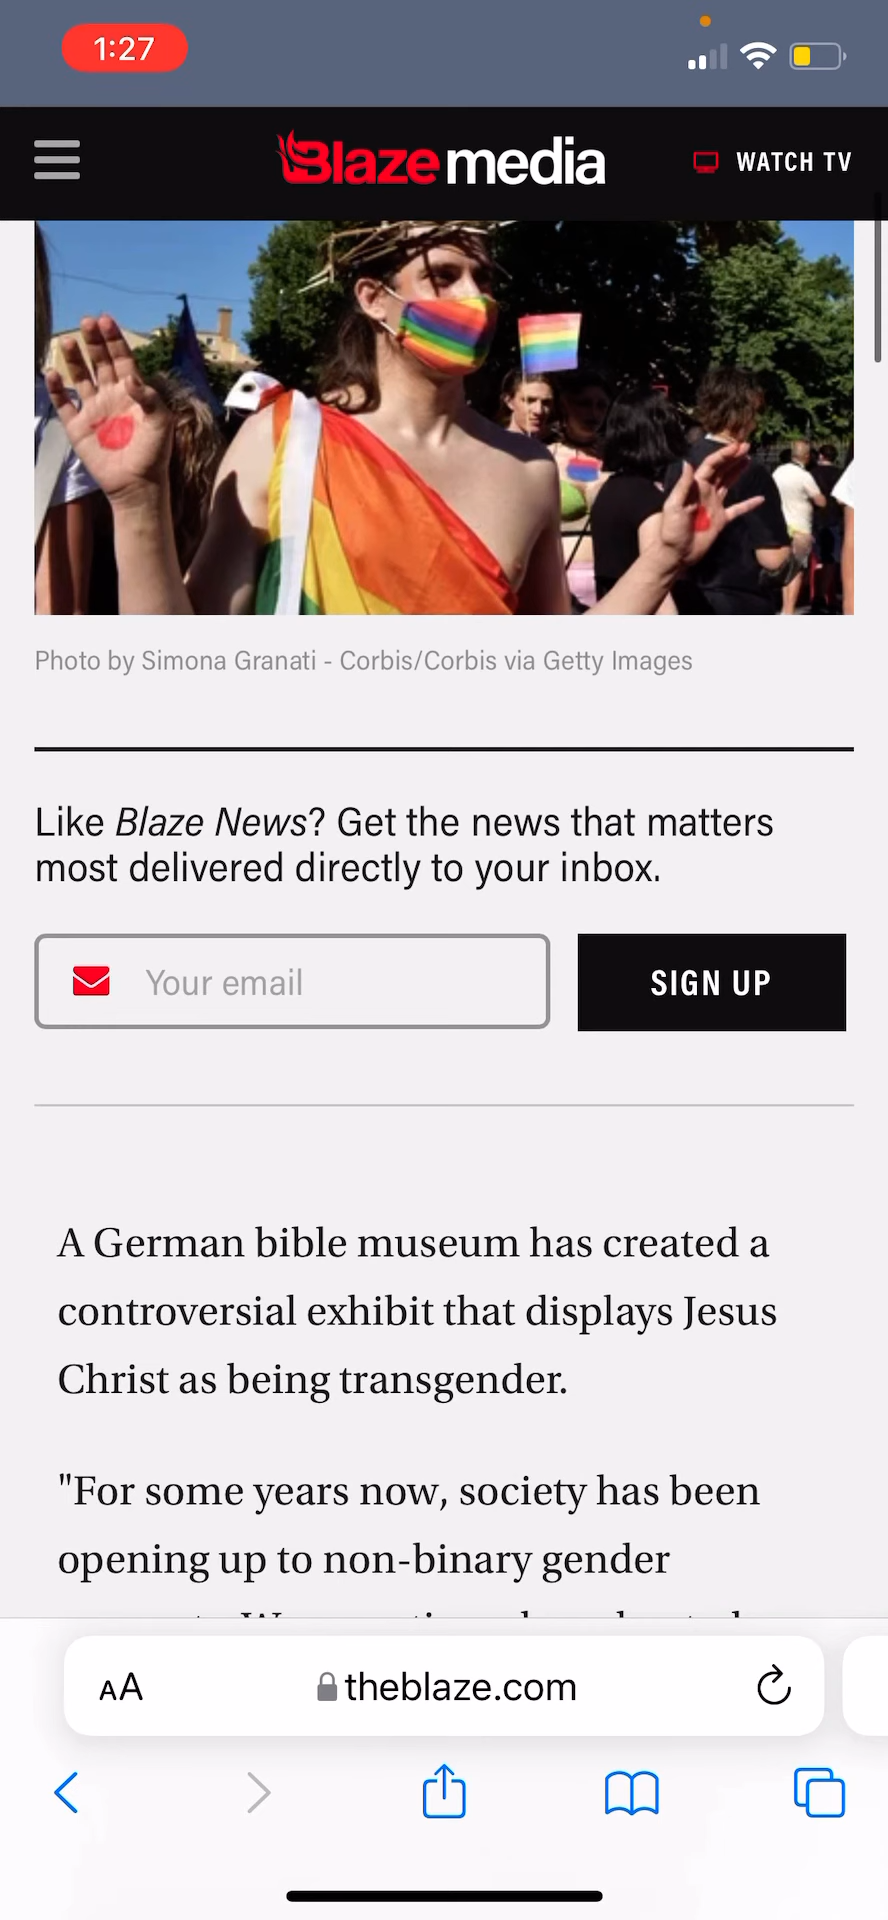 1:27
Blaze media
WATCH TV
Photo by Simona Granati - Corbis/Corbis via Getty Images
Like Blaze News? Get the news that matters
most delivered directly to your inbox.
Your email
SIGN UP
A German bible museum has created a
controversial exhibit that displays Jesus
Christ as being transgender.
"For some years now, society has been
opening up to non-binary gender
AA
theblaze.com